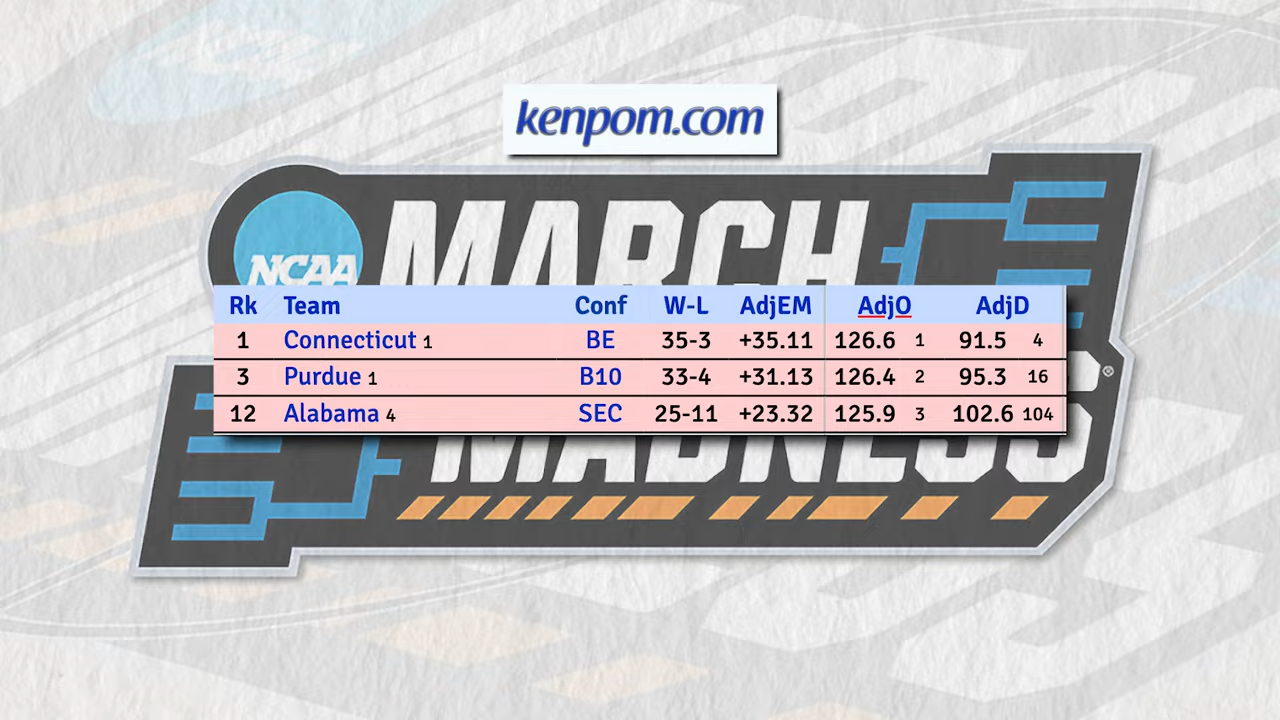 kenpom.com
MARCH
NCAA
Rk Team Conf W-L AdjEM AdjO AdjD
1 Connecticut 1 BE 35-3 +35.11 126.6 1 91.5 4
3 Purdue 1 B10 33-4 +31.13 126.4 2 95.3 16
12 Alabama 4 SEC 25-11 +23.32 125.9 3 102.6 104
MADNESS
®